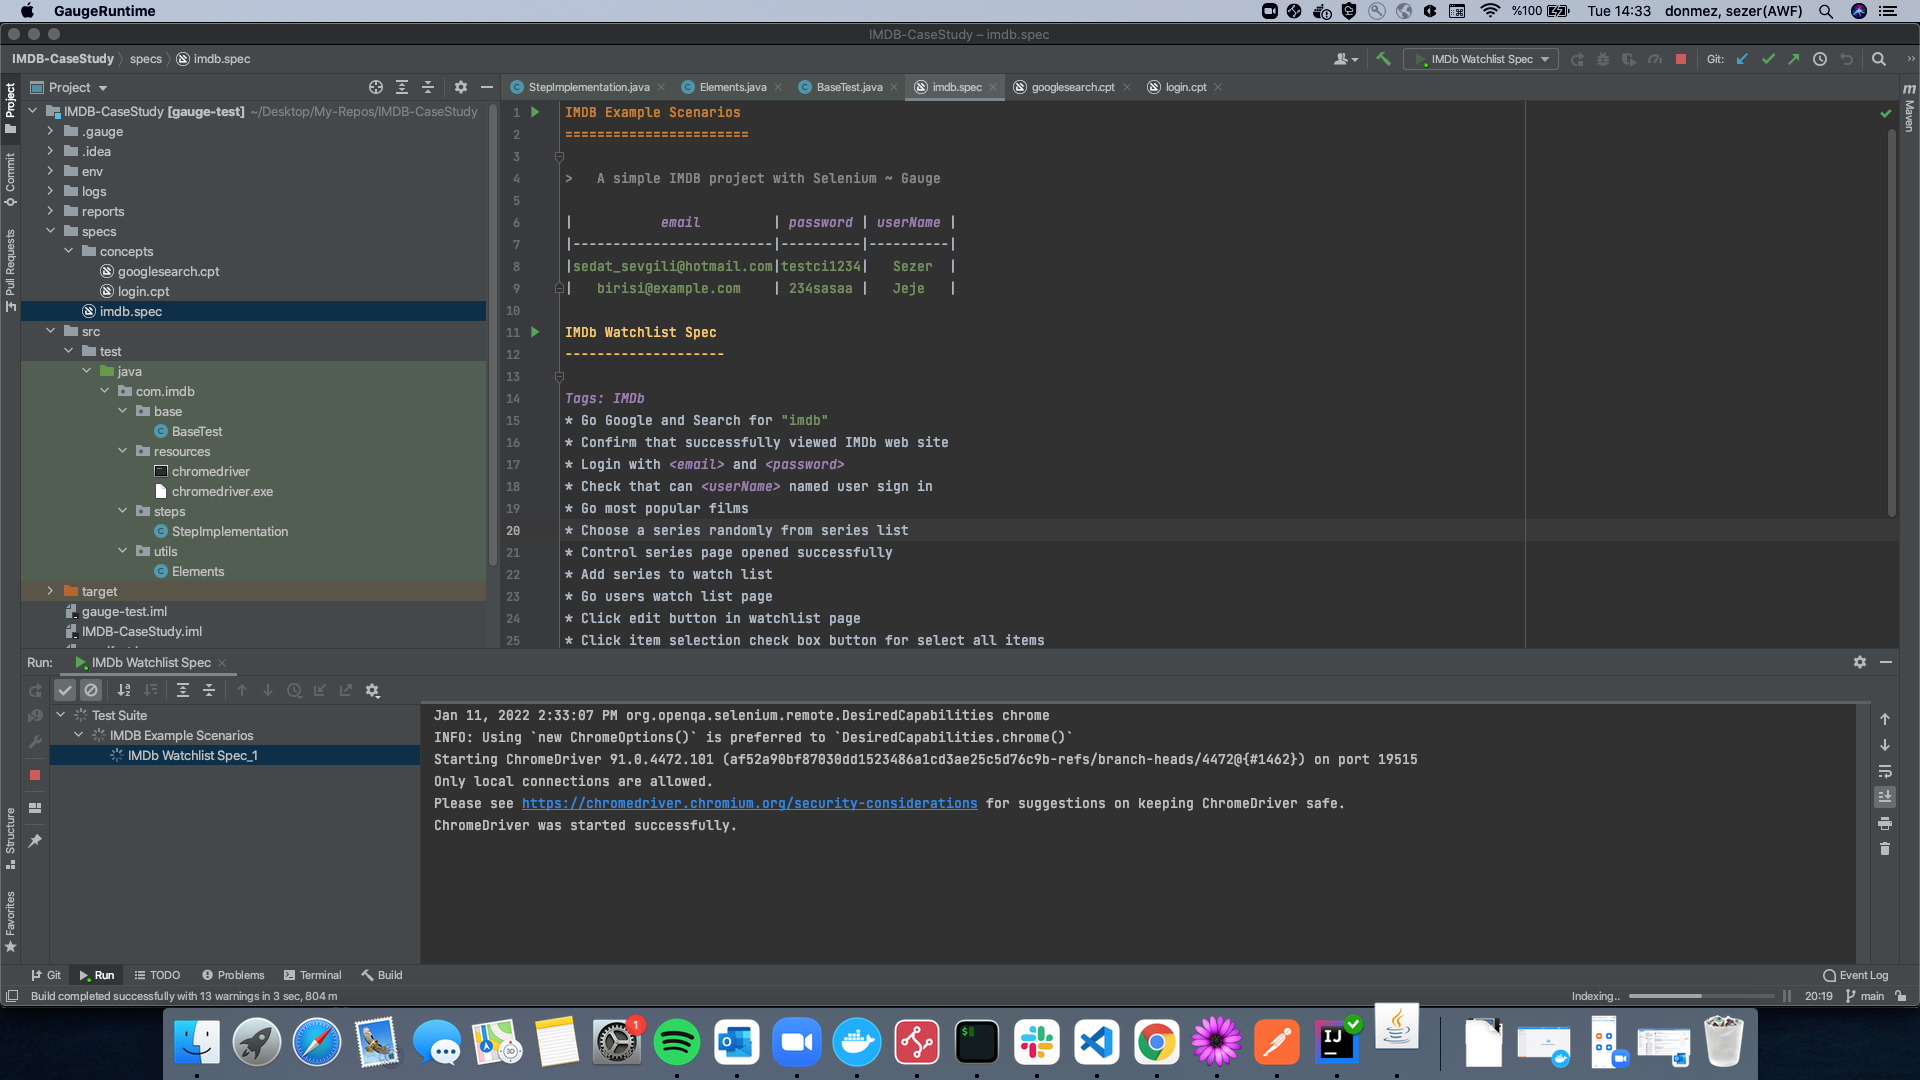 GaugeRuntime
%100
Tue 14:33
donmez, sezer(AWF)
IMDB-CaseStudy – imdb.spec
IMDB-CaseStudy
specs
imdb.spec
IMDb Watchlist Spec
Git:
Project
StepImplementation.java
Elements.java
BaseTest.java
imdb.spec
googlesearch.cpt
login.cpt
Project
Commit
Pull Requests
Structure
Favorites
m
Maven
IMDB-CaseStudy [gauge-test] ~/Desktop/My-Repos/IMDB-CaseStudy
.gauge
.idea
env
logs
reports
specs
concepts
googlesearch.cpt
login.cpt
imdb.spec
src
test
java
com.imdb
base
BaseTest
resources
chromedriver
chromedriver.exe
steps
StepImplementation
utils
Elements
target
gauge-test.iml
IMDB-CaseStudy.iml
1 IMDB Example Scenarios
2 =======================
3
4 > A simple IMDB project with Selenium ~ Gauge
5
6 | email | password | userName |
7 |-------------------------|----------|----------|
8 |sedat_sevgili@hotmail.com|testci1234| Sezer |
9 | birisi@example.com | 234sasaa | Jeje |
10
11 IMDb Watchlist Spec
12 --------------------
13
14 Tags: IMDb
15 * Go Google and Search for "imdb"
16 * Confirm that successfully viewed IMDb web site
17 * Login with <email> and <password>
18 * Check that can <userName> named user sign in
19 * Go most popular films
20 * Choose a series randomly from series list
21 * Control series page opened successfully
22 * Add series to watch list
23 * Go users watch list page
24 * Click edit button in watchlist page
25 * Click item selection check box button for select all items
Run:
IMDb Watchlist Spec
Test Suite
IMDB Example Scenarios
IMDb Watchlist Spec_1
Jan 11, 2022 2:33:07 PM org.openqa.selenium.remote.DesiredCapabilities chrome
INFO: Using `new ChromeOptions()` is preferred to `DesiredCapabilities.chrome()`
Starting ChromeDriver 91.0.4472.101 (af52a90bf87030dd1523486a1cd3ae25c5d76c9b-refs/branch-heads/4472@{#1462}) on port 19515
Only local connections are allowed.
Please see https://chromedriver.chromium.org/security-considerations for suggestions on keeping ChromeDriver safe.
ChromeDriver was started successfully.
Git
Run
TODO
Problems
Terminal
Build
Event Log
Build completed successfully with 13 warnings in 3 sec, 804 m
Indexing..
20:19
main
1
3D
$
IJ